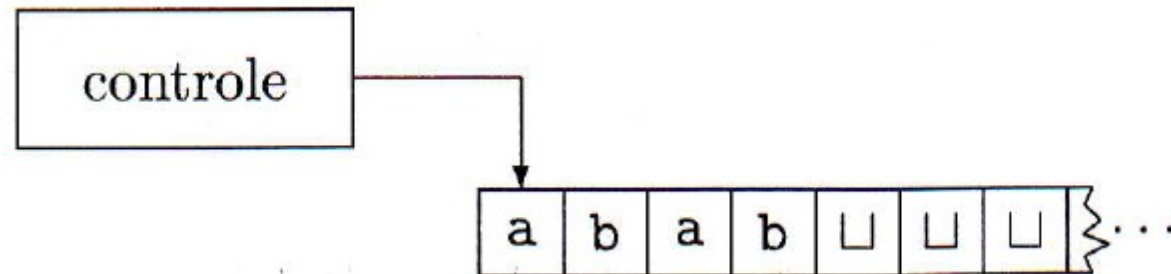 controle
a b a b ⊔ ⊔ ⊔ ...